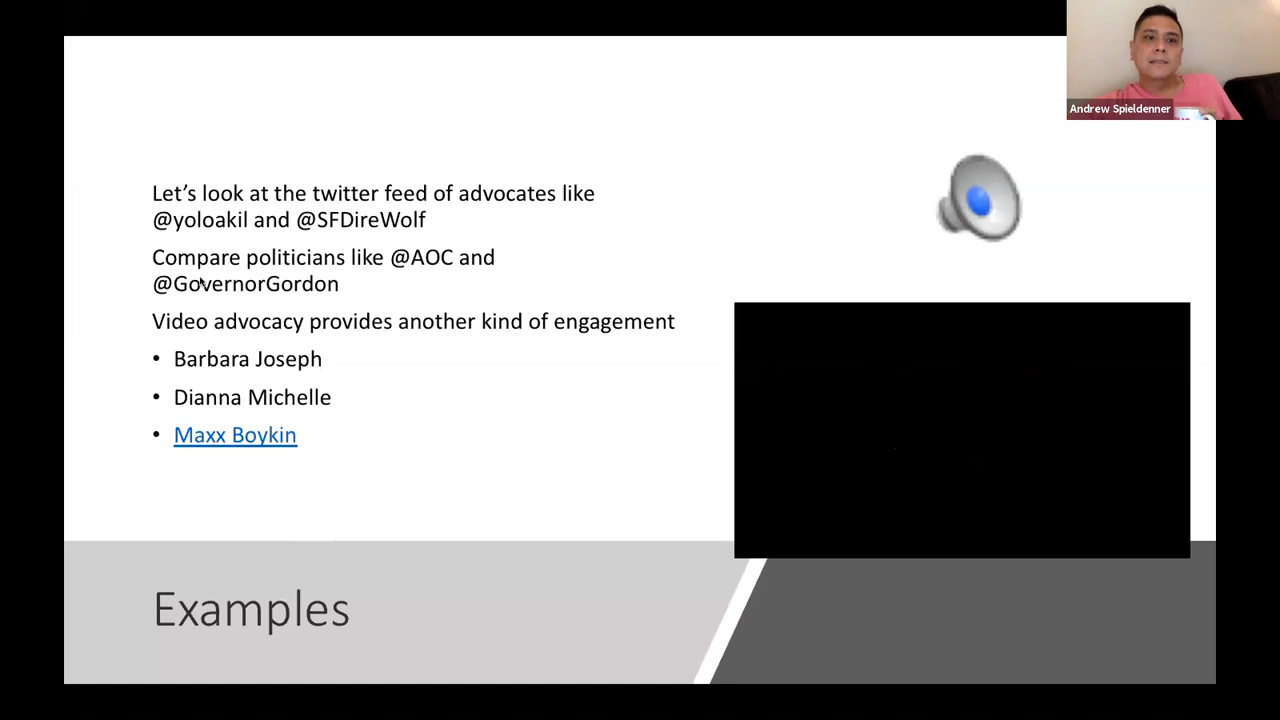 Andrew Spieldenner
Let’s look at the twitter feed of advocates like
@yoloakil and @SFDireWolf
Compare politicians like @AOC and
@GovernorGordon
Video advocacy provides another kind of engagement
• Barbara Joseph
• Dianna Michelle
• Maxx Boykin
Examples